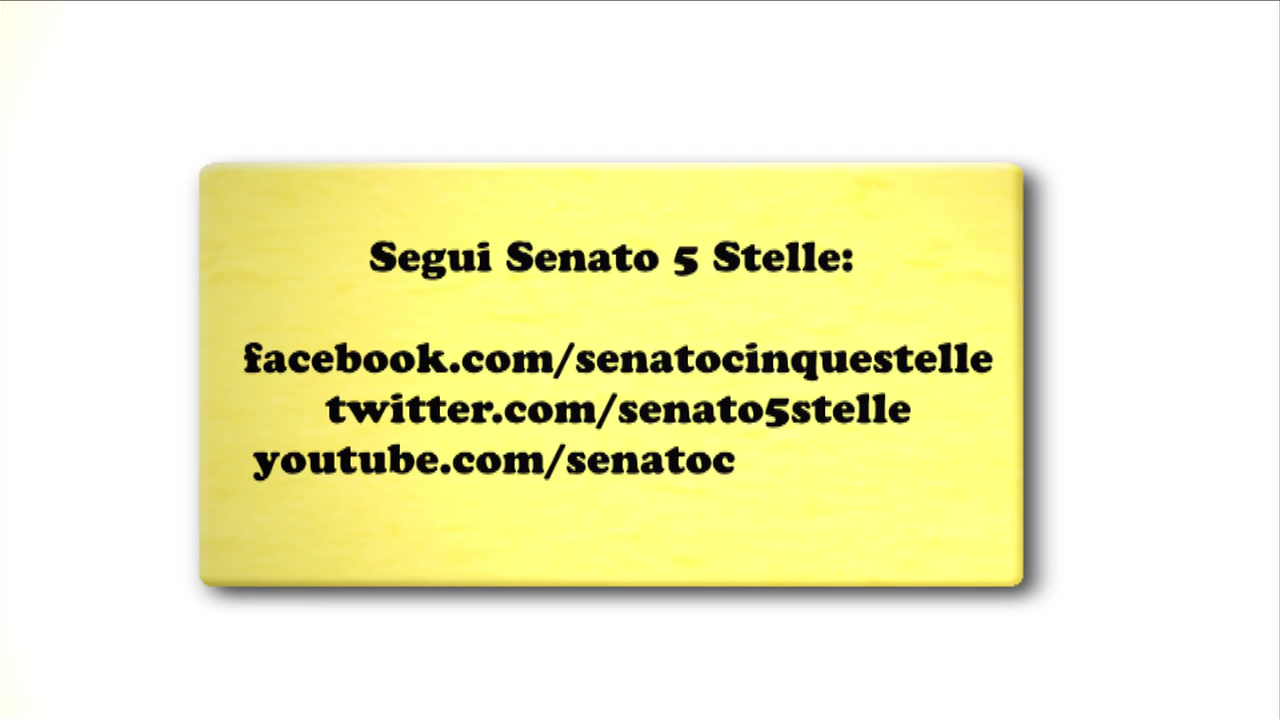 Segui Senato 5 Stelle:
facebook.com/senatocinquestelle
twitter.com/senato5stelle
youtube.com/senatoc